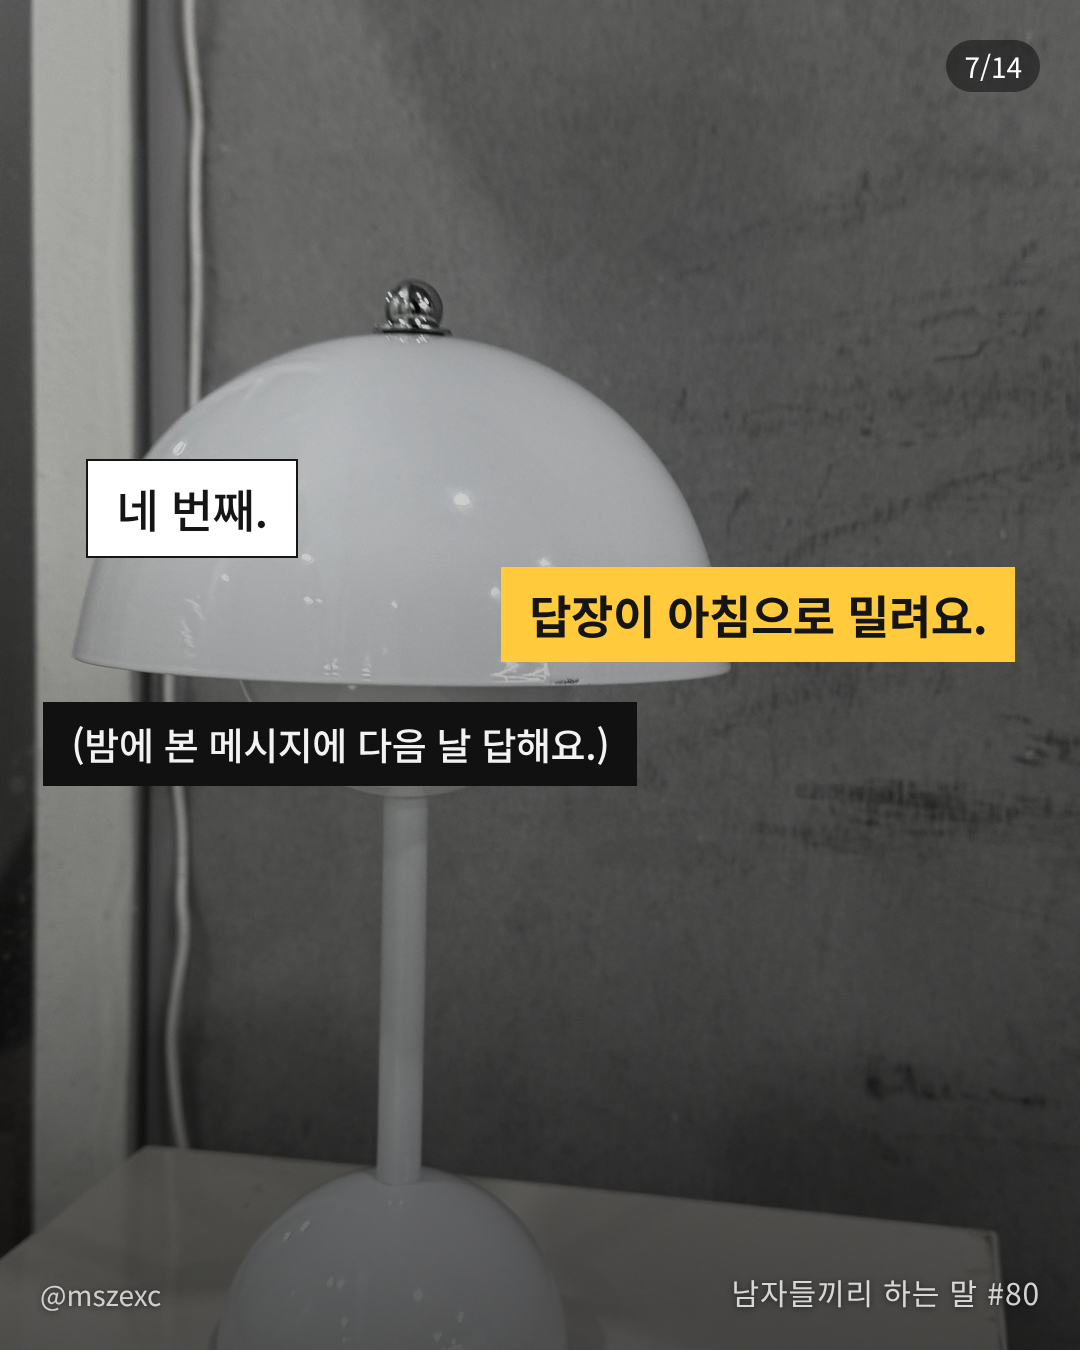 7/14
네 번째.
답장이 아침으로 밀려요.
(밤에 본 메시지에 다음 날 답해요.)
@mszexc
남자들끼리 하는 말 #80